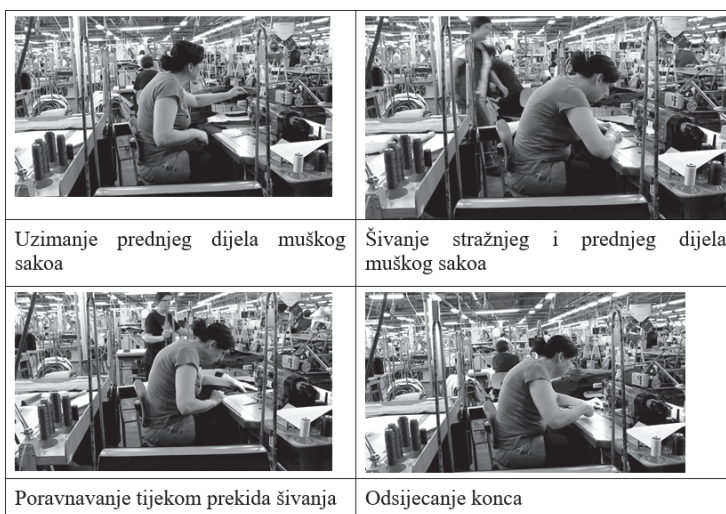 Uzimanje prednjeg dijela muškog
sakoa
Šivanje stražnjeg i prednjeg dijela
muškog sakoa
Poravnavanje tijekom prekida šivanja
Odsijecanje konca